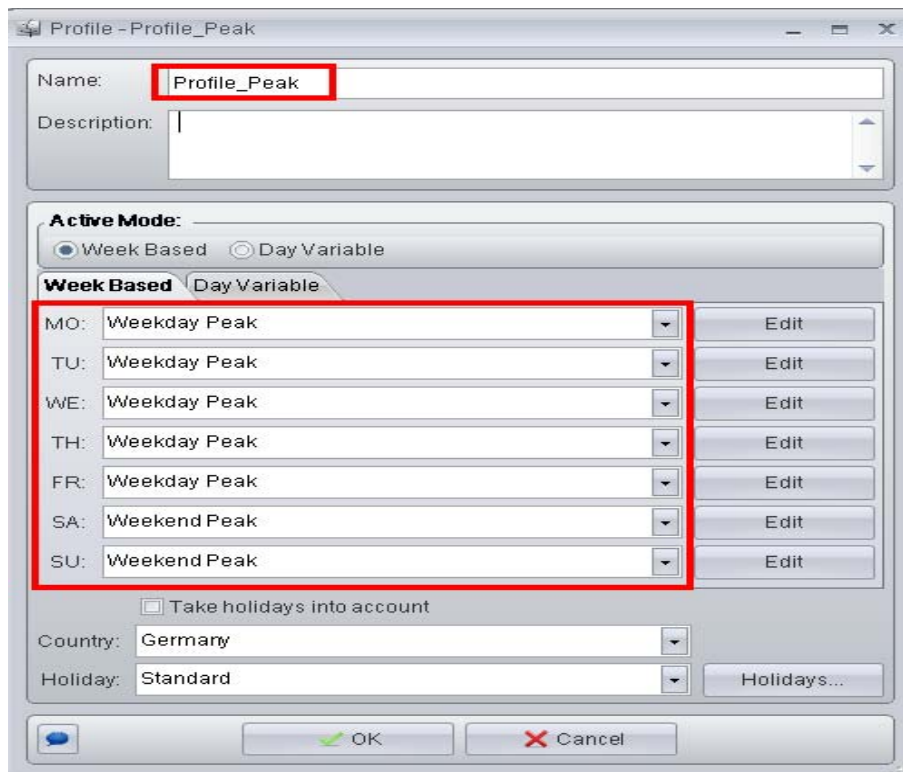 Profile - Profile_Peak
Name: Profile_Peak
Description:
Active Mode:
Week Based Day Variable
Week Based Day Variable
MO: Weekday Peak Edit
TU: Weekday Peak Edit
WE: Weekday Peak Edit
TH: Weekday Peak Edit
FR: Weekday Peak Edit
SA: Weekend Peak Edit
SU: Weekend Peak Edit
Take holidays into account
Country: Germany
Holiday: Standard Holidays...
OK Cancel